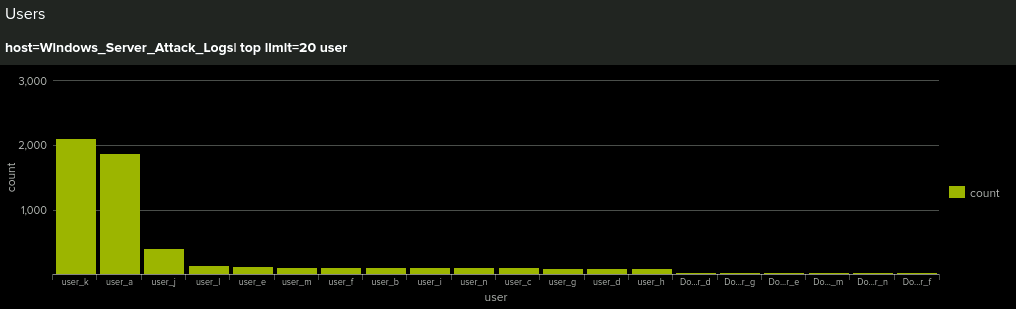 Users
host=Windows_Server_Attack_Logs| top limit=20 user
3,000
2,000
1,000
count
count
user_k user_a user_j user_l user_e user_m user_f user_b user_i user_n user_c user_g user_d user_h Do...r_d Do...r_g Do...r_e Do..._m Do...r_n Do...r_f
user